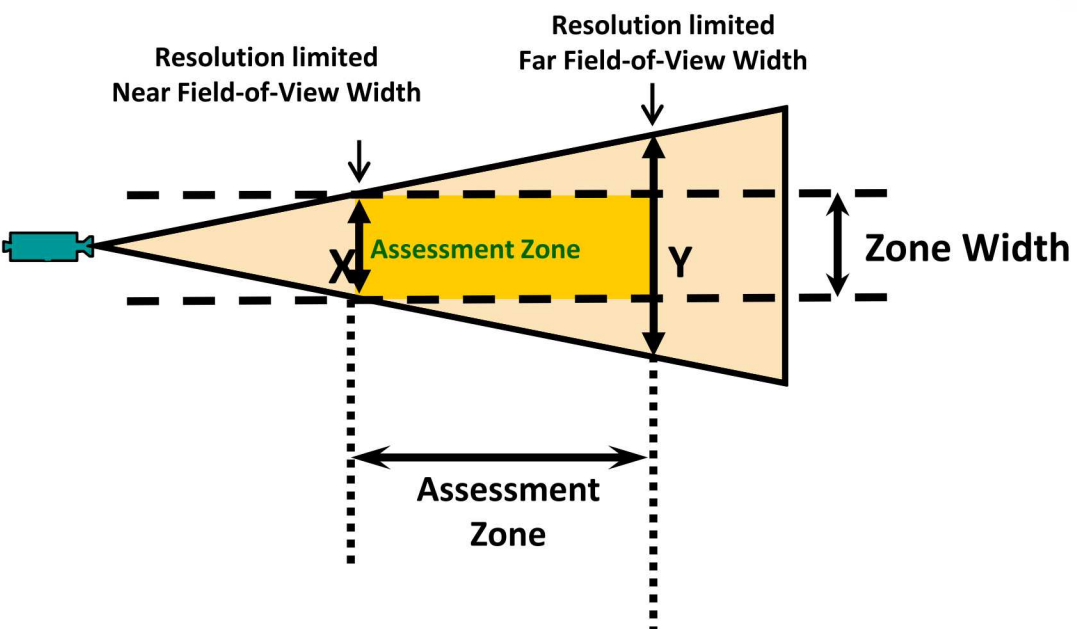 Resolution limited
Far Field-of-View Width
Resolution limited
Near Field-of-View Width
X
Assessment Zone
Y
Zone Width
Assessment
Zone